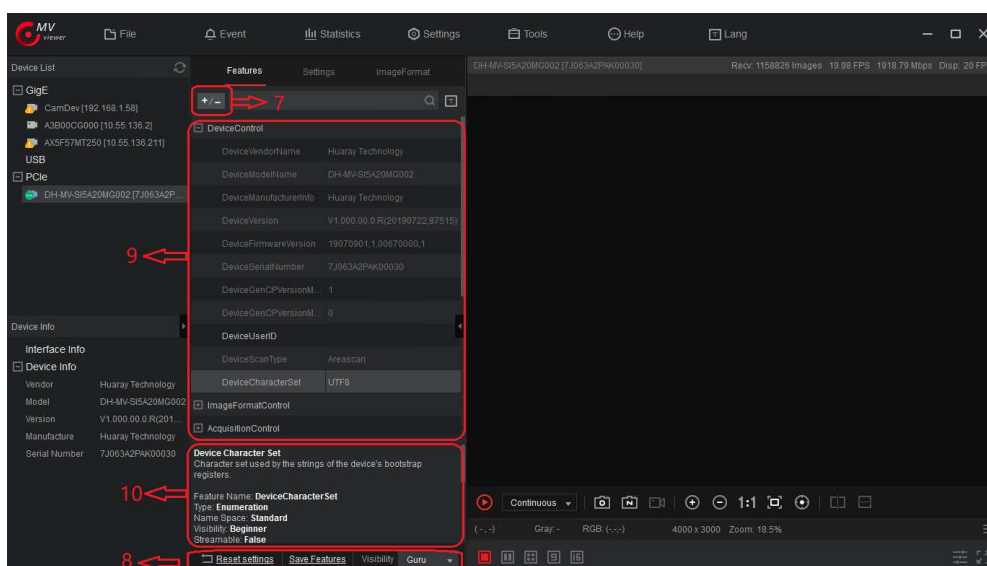 MV viewer
File Event Statistics Settings Tools Help Lang
Device List
GigE
CamDev [192.168.1.58]
A3B00CG000 [10.55.136.2]
AX5F57MT250 [10.55.136.211]
USB
PCIe
DH-MV-SI5A20MG002 [7J063A2P...
9
Device Info
Interface Info
Device Info
Vendor Huaray Technology
Model DH-MV-SI5A20MG002
Version V1.000.00.0.R(201...
Manufacture Huaray Technology
Serial Number 7J063A2PAK00030
10
8
Features Settings ImageFormat
+/- 7
DeviceControl
DeviceVendorName Huaray Technology
DeviceModelName DH-MV-SI5A20MG002
DeviceManufacturerInfo Huaray Technology
DeviceVersion V1.000.00.0.R(20190722,87515)
DeviceFirmwareVersion 19070901,1,00670000,1
DeviceSerialNumber 7J063A2PAK00030
DeviceGenCPVersionM... 1
DeviceGenCPVersionM... 0
DeviceUserID
DeviceScanType Areascan
DeviceCharacterSet UTF8
ImageFormatControl
AcquisitionControl
Device Character Set
Character set used by the strings of the device's bootstrap
registers.
Feature Name: DeviceCharacterSet
Type: Enumeration
Name Space: Standard
Visibility: Beginner
Streamable: False
Reset settings Save Features Visibility Guru
DH-MV-SI5A20MG002 [7J063A2PAK00030] Recv: 1158826 Images 19.98 FPS 1918.79 Mbps Disp: 20 FP
Continuous 1:1
(-,-) Gray:- RGB: (-,-,-) 4000 x 3000 Zoom: 18.5%
9 16